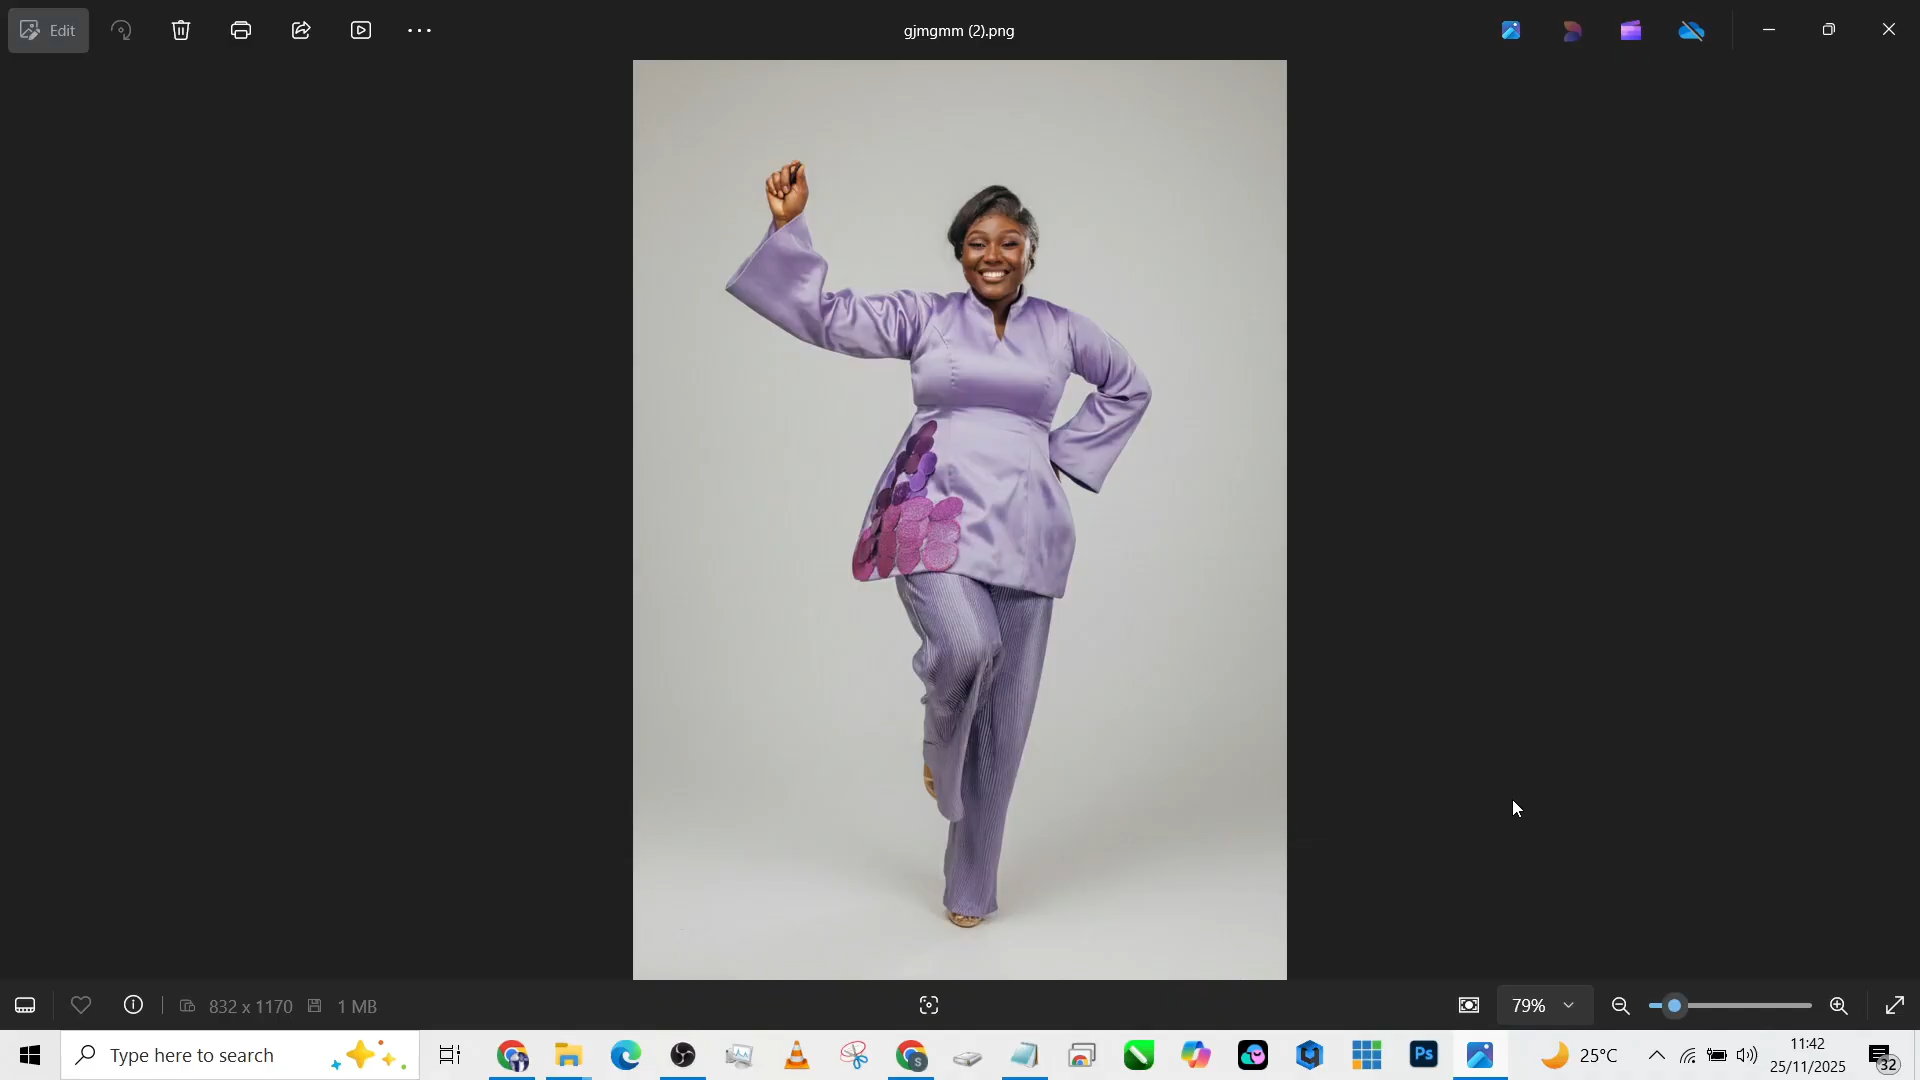 Edit
gjmgmm (2).png
832 x 1170
1 MB
79%
Type here to search
S
Ps
25°C
11:42
25/11/2025
32